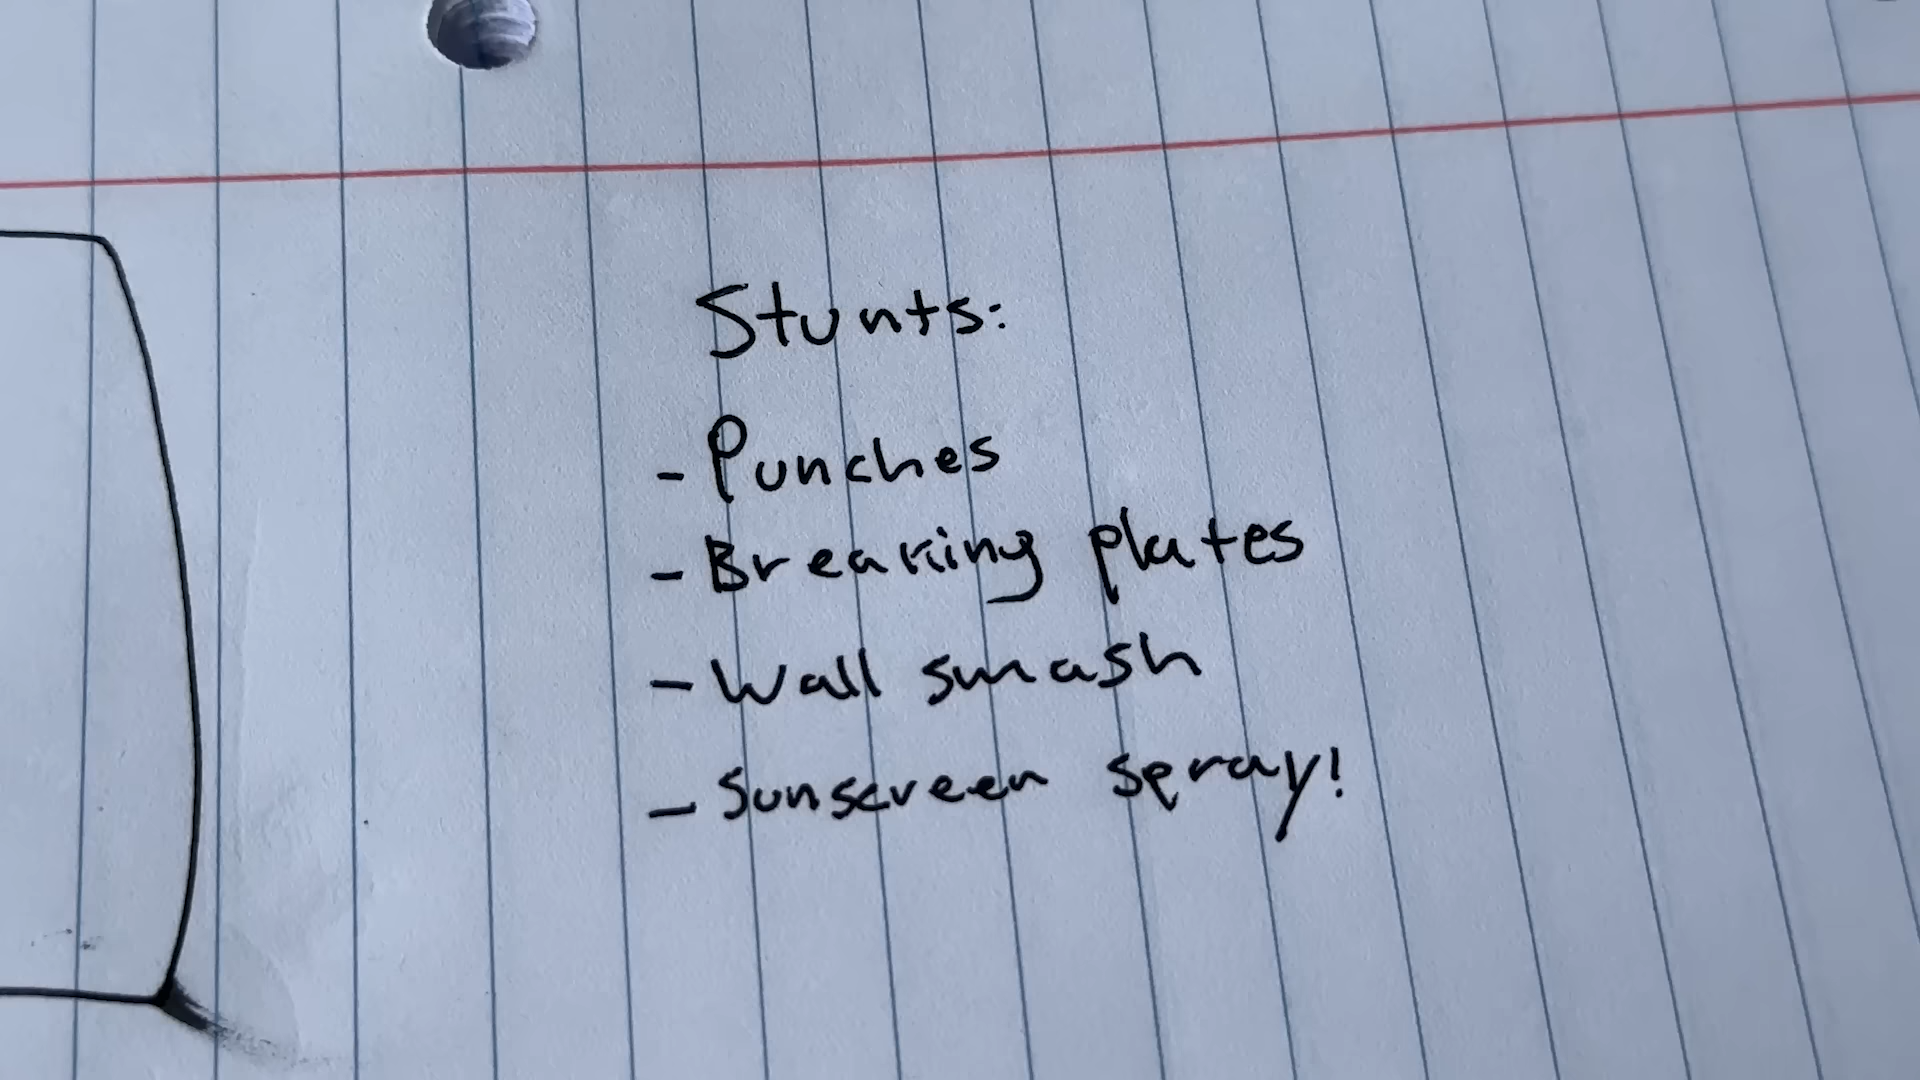 Stunts:
- Punches
- Breaking plates
- Wall smash
- Sunscreen spray!